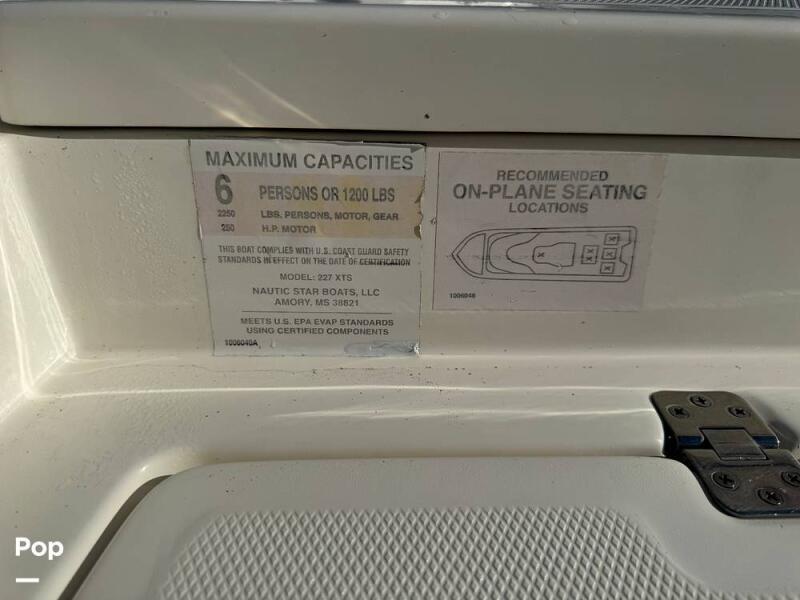 MAXIMUM CAPACITIES
6 PERSONS OR 1200 LBS
2250 LBS. PERSONS, MOTOR, GEAR
250 H.P. MOTOR
THIS BOAT COMPLIES WITH U.S. COAST GUARD SAFETY
STANDARDS IN EFFECT ON THE DATE OF CERTIFICATION
MODEL: 227 XTS
NAUTIC STAR BOATS, LLC
AMORY, MS 38821
MEETS U.S. EPA EVAP STANDARDS
USING CERTIFIED COMPONENTS
1006040A
RECOMMENDED
ON-PLANE SEATING
LOCATIONS
1006046
Pop